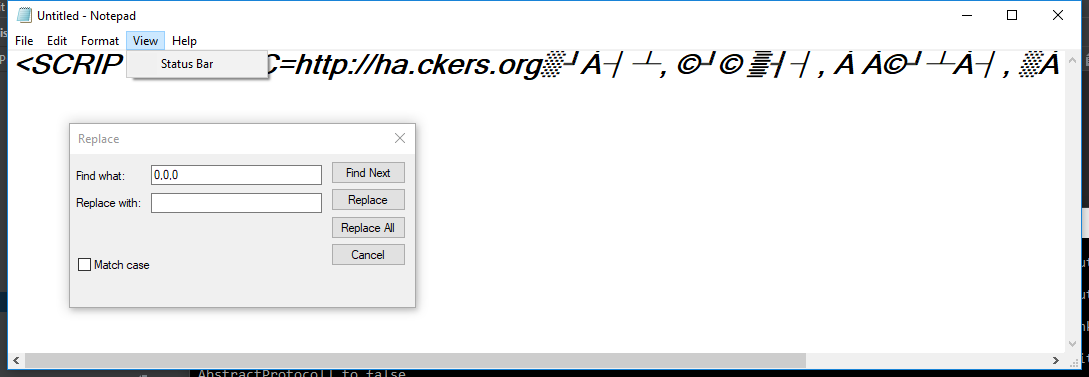 Untitled - Notepad
File Edit Format View Help
Status Bar
<SCRIP C=http://ha.ckers.org▒┘Á┤┴, ©┘© ▓┤┤, Á Á©┘┴Á┤, ▒Á
Replace
Find what: 0,0,0 Find Next
Replace with: Replace
Replace All
Cancel
Match case
AbstractProtocol] to false